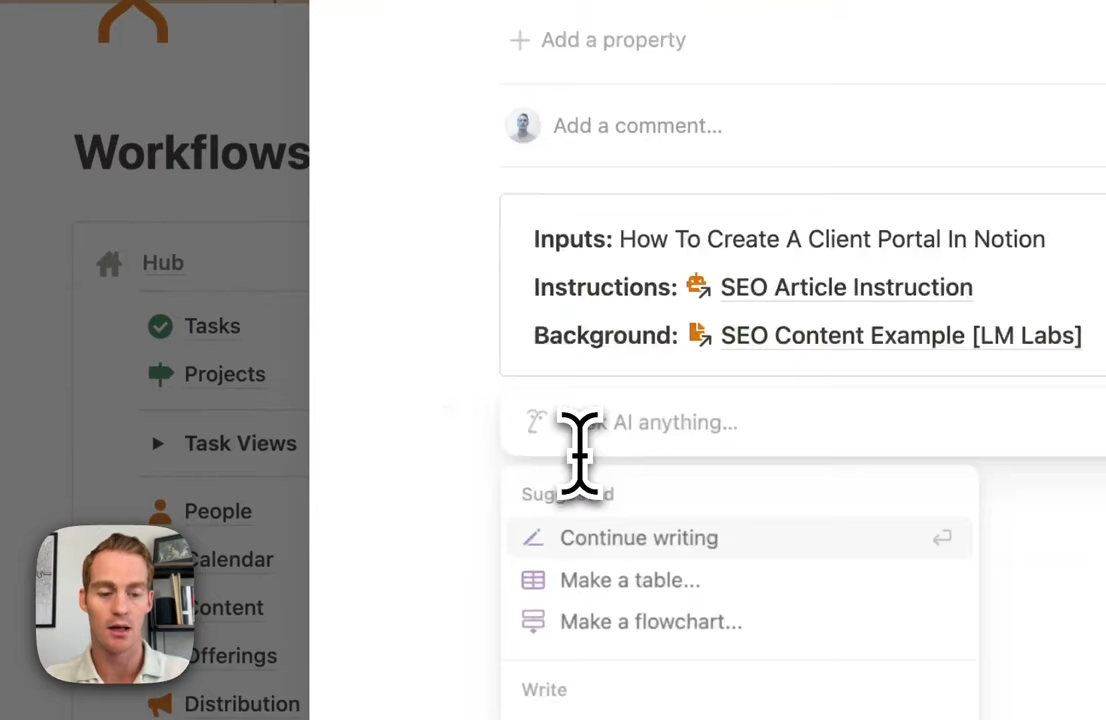 Add a property
Add a comment...
Workflows
Inputs: How To Create A Client Portal In Notion
Hub
Instructions: SEO Article Instruction
Tasks
Background: SEO Content Example [LM Labs]
Projects
AI anything...
Task Views
Suggested
People
Continue writing
Calendar
Make a table...
Content
Make a flowchart...
Offerings
Write
Distribution